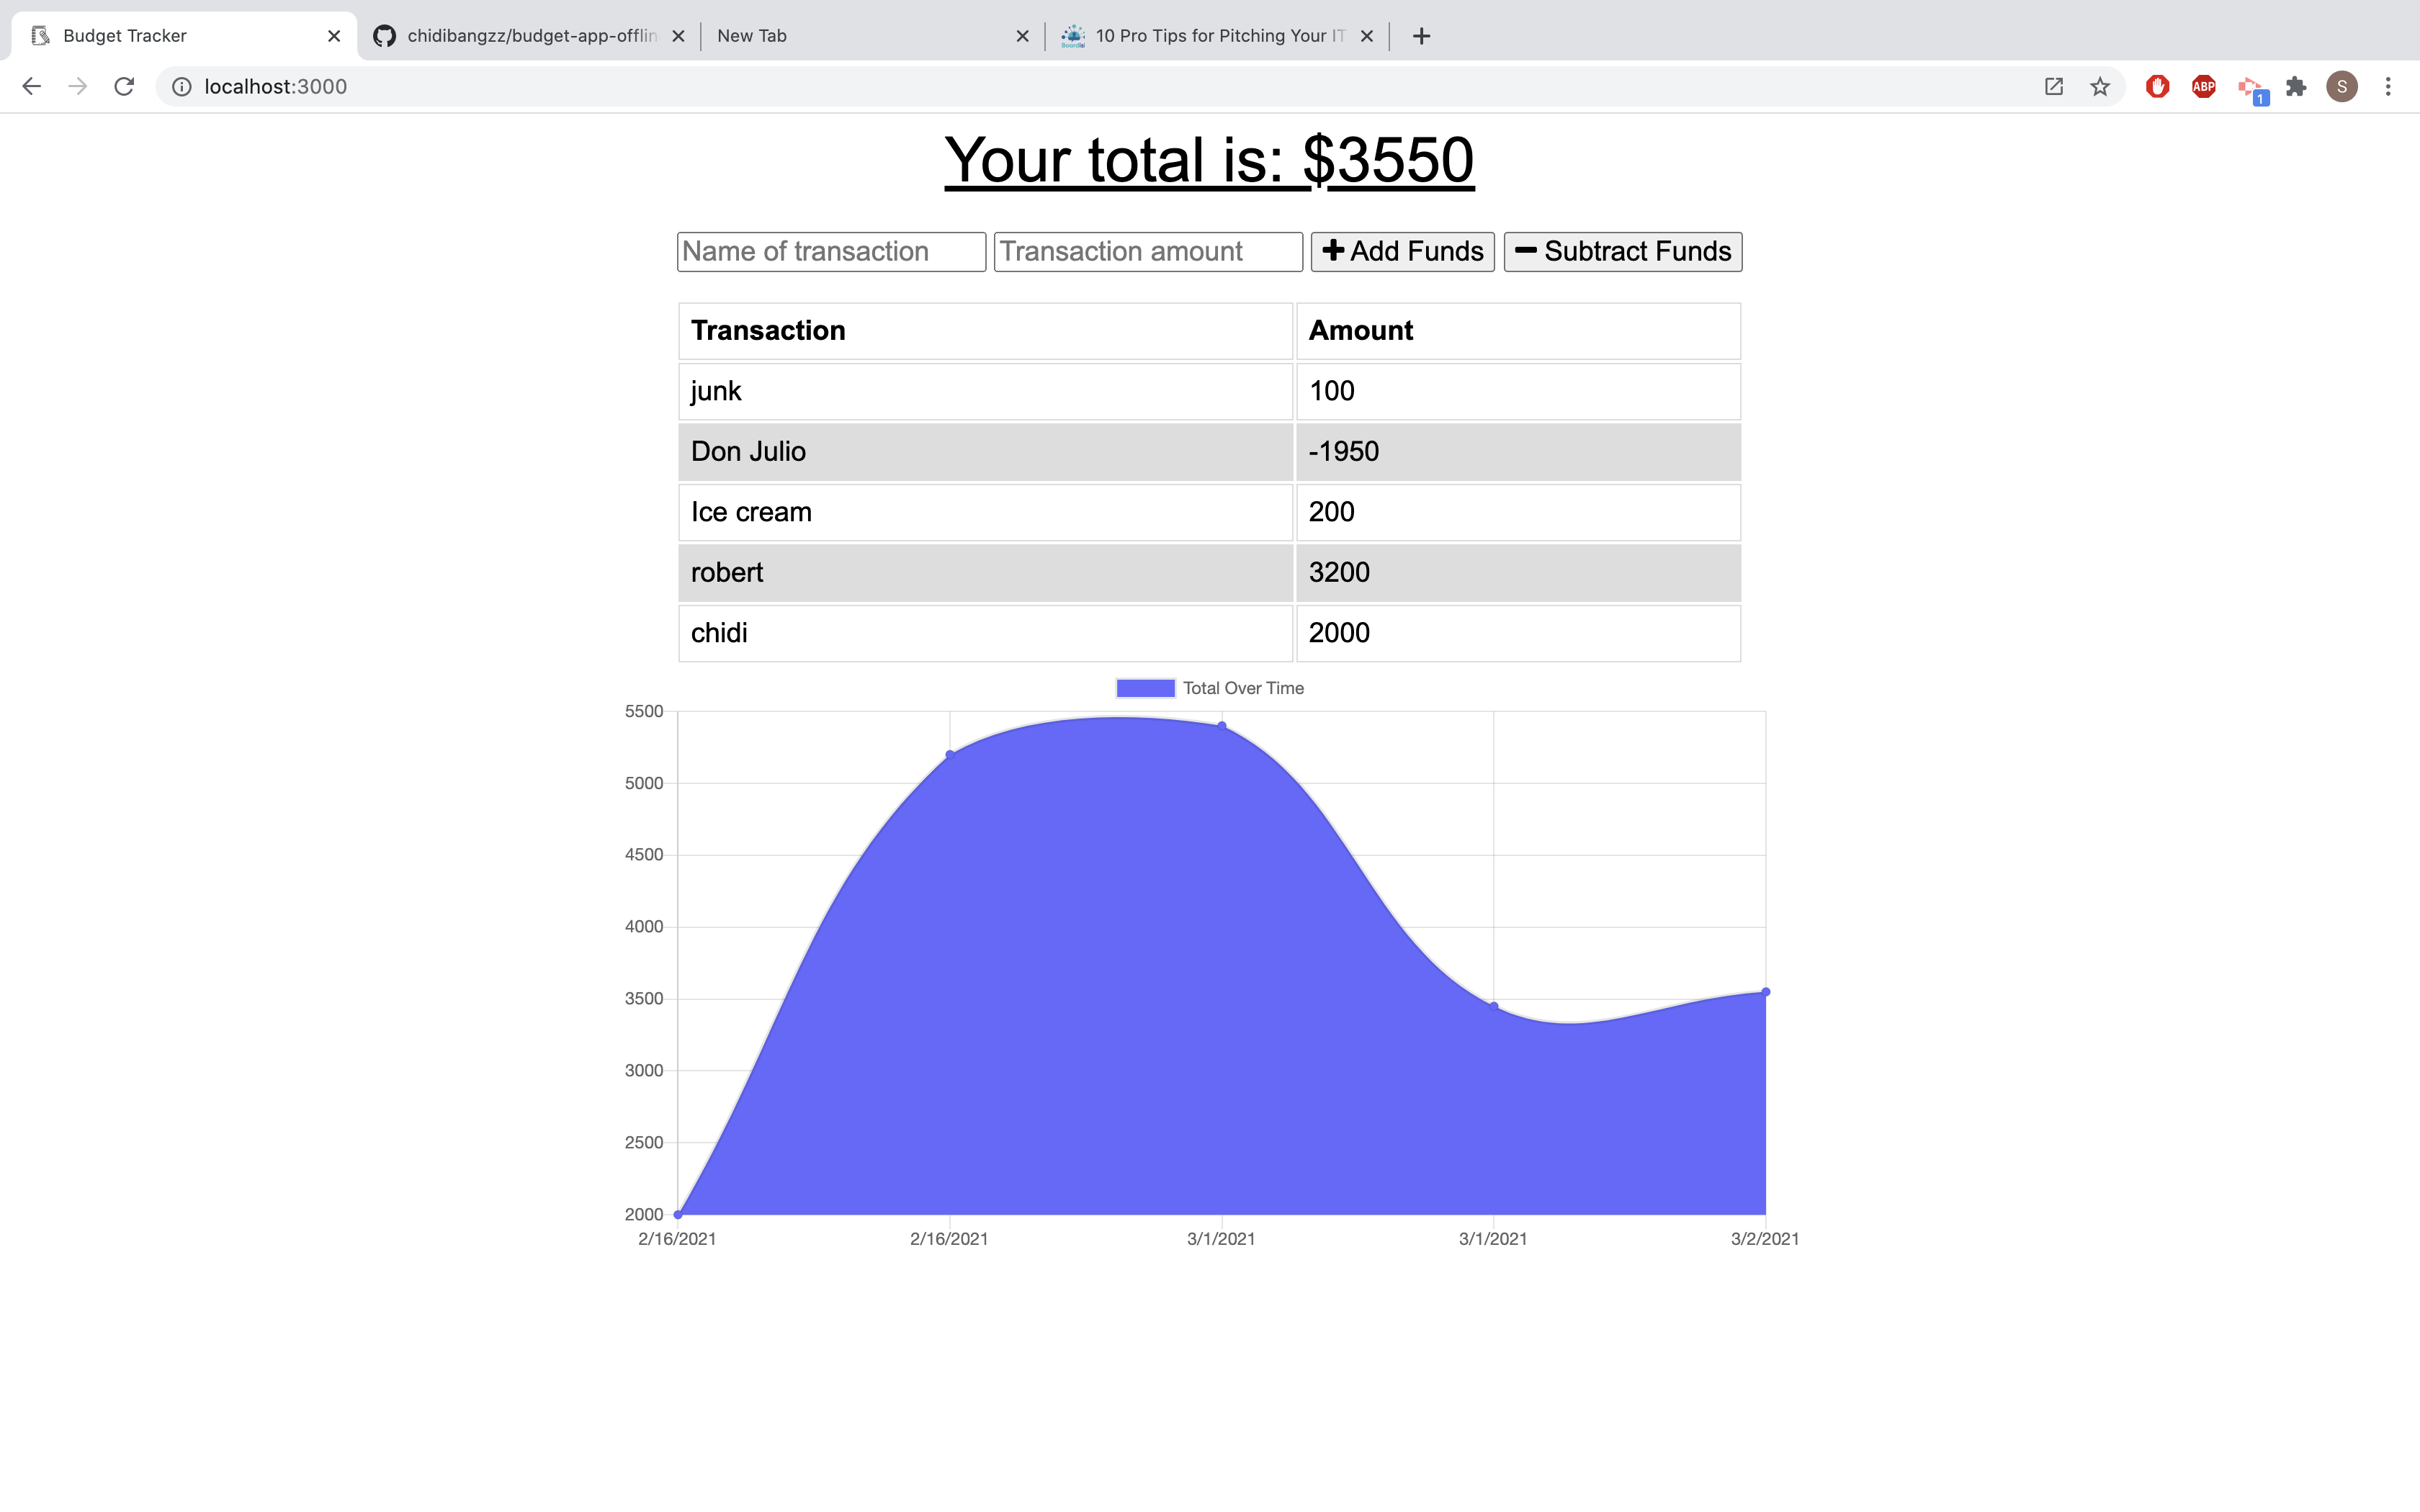 Budget Tracker
chidibangzz/budget-app-offlin
New Tab
10 Pro Tips for Pitching Your IT
localhost:3000
ABP
1
S
Your total is: $3550
Name of transaction
Transaction amount
Add Funds
Subtract Funds
Transaction Amount
junk 100
Don Julio -1950
Ice cream 200
robert 3200
chidi 2000
Total Over Time
5500
5000
4500
4000
3500
3000
2500
2000
2/16/2021 2/16/2021 3/1/2021 3/1/2021 3/2/2021